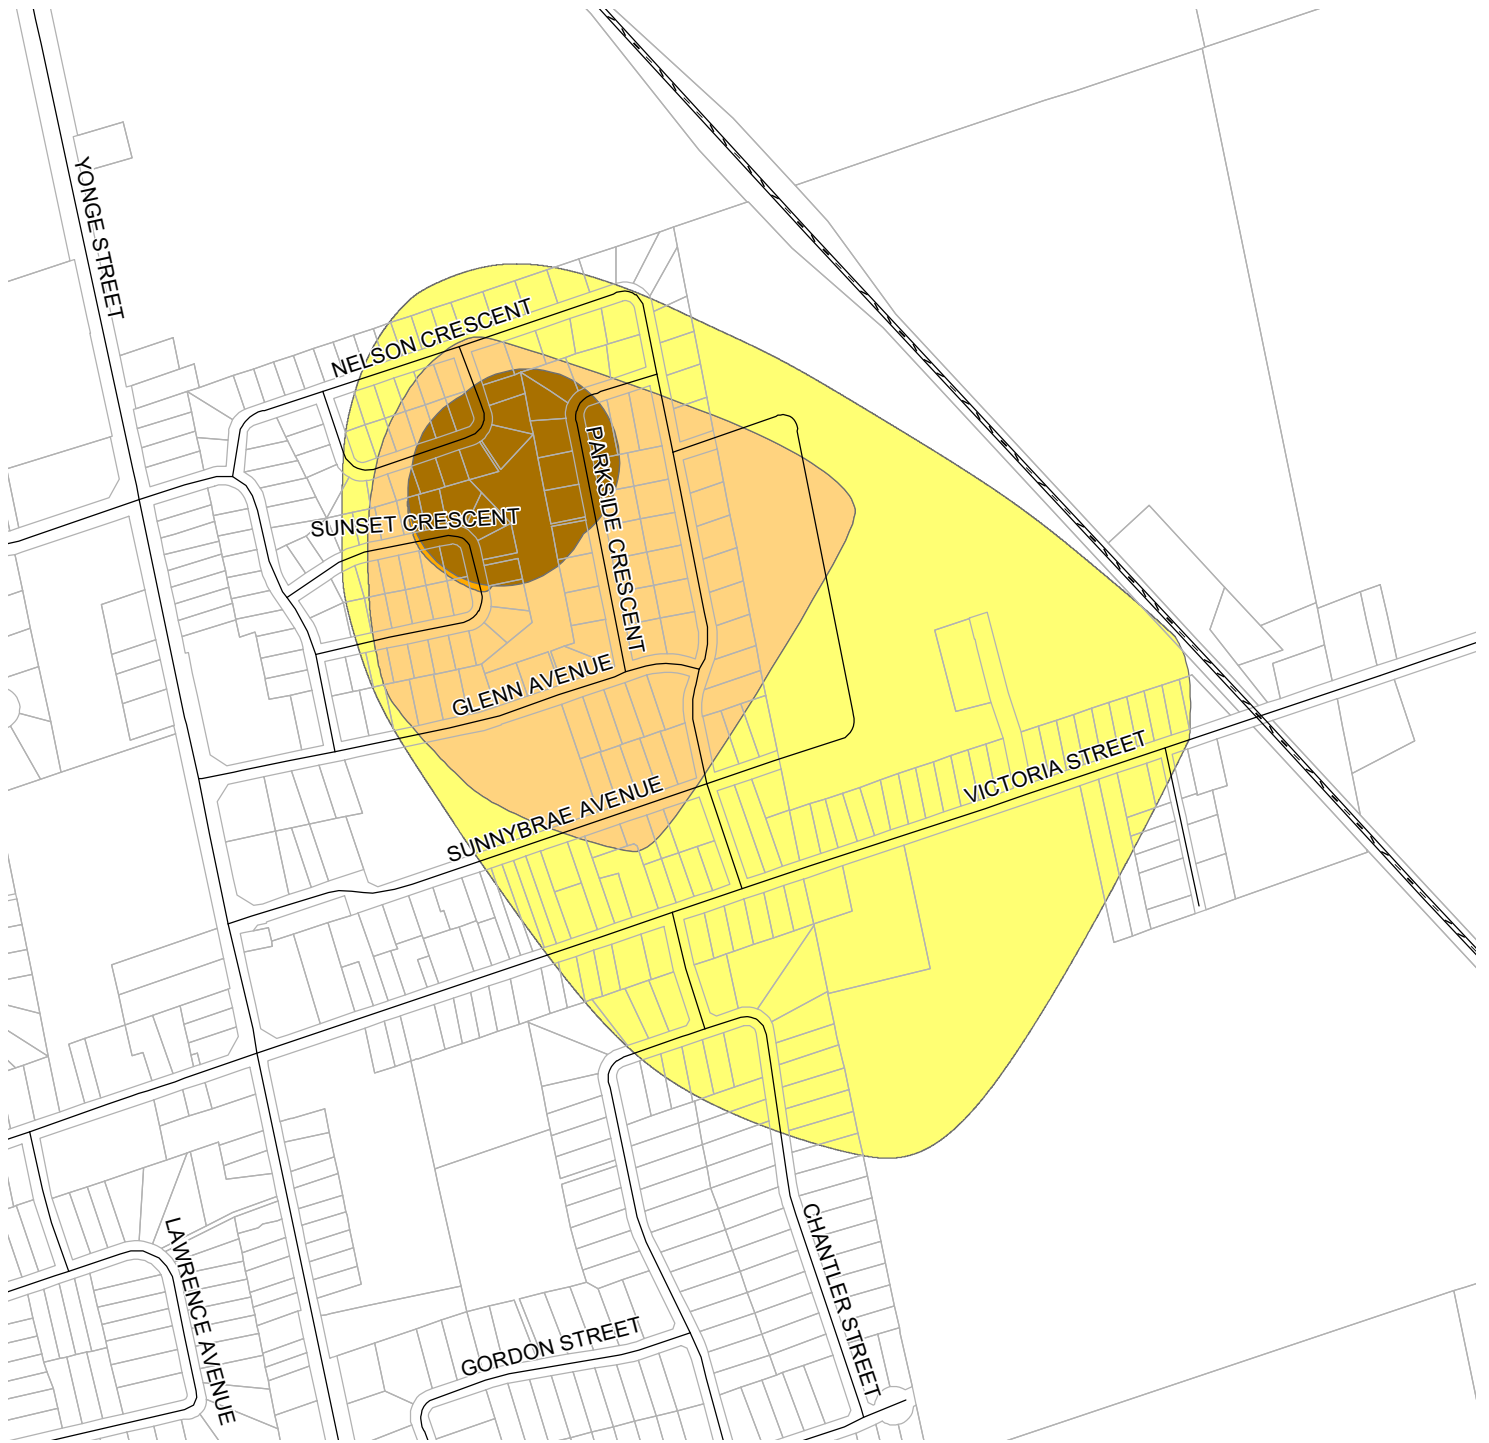 YONGE STREET
NELSON CRESCENT
PARKSIDE CRESCENT
SUNSET CRESCENT
GLENN AVENUE
SUNNYBRAE AVENUE
VICTORIA STREET
LAWRENCE AVENUE
CHANTLER STREET
GORDON STREET